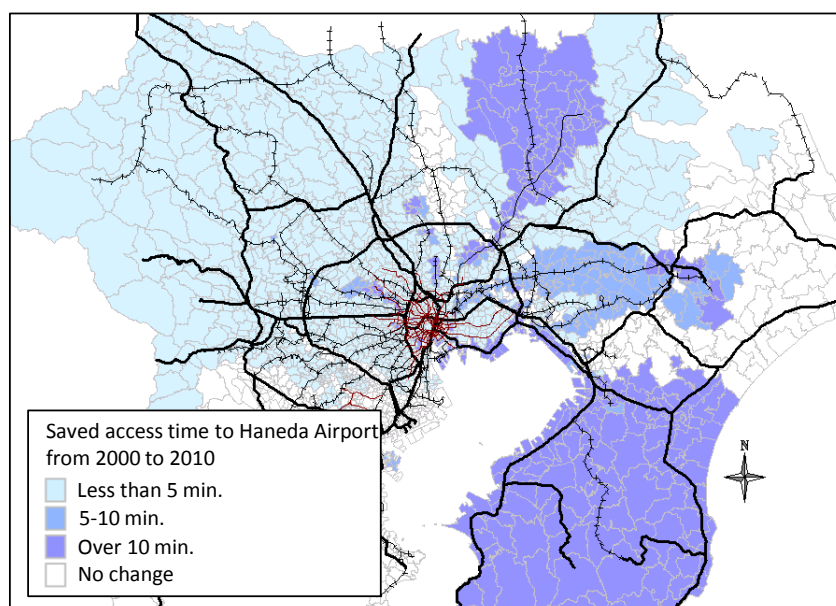 Saved access time to Haneda Airport
from 2000 to 2010
Less than 5 min.
5-10 min.
Over 10 min.
No change
N